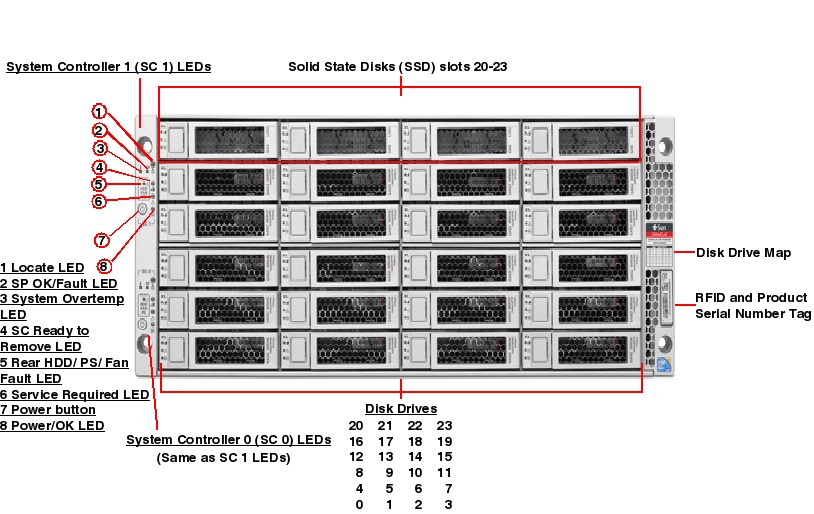 System Controller 1 (SC 1) LEDs
Solid State Disks (SSD) slots 20-23
1
2
3
4
5
6
7
8
Sun
ORACLE
Disk Drive Map
RFID and Product
Serial Number Tag
1 Locate LED
2 SP OK/Fault LED
3 System Overtemp
LED
4 SC Ready to
Remove LED
5 Rear HDD/ PS/ Fan
Fault LED
6 Service Required LED
7 Power button
8 Power/OK LED
System Controller 0 (SC 0) LEDs
(Same as SC 1 LEDs)
Disk Drives
20 21 22 23
16 17 18 19
12 13 14 15
8 9 10 11
4 5 6 7
0 1 2 3